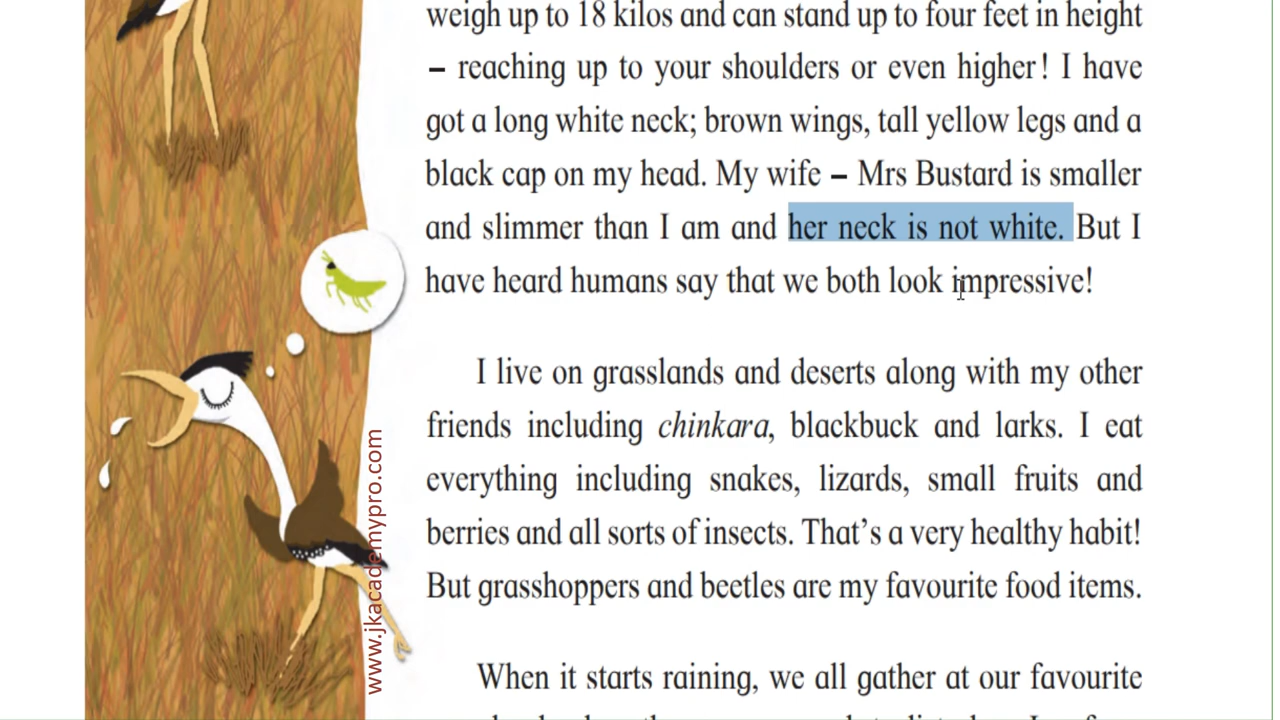 weigh up to 18 kilos and can stand up to four feet in height
– reaching up to your shoulders or even higher! I have
got a long white neck; brown wings, tall yellow legs and a
black cap on my head. My wife – Mrs Bustard is smaller
and slimmer than I am and her neck is not white. But I
have heard humans say that we both look impressive!
I live on grasslands and deserts along with my other
friends including chinkara, blackbuck and larks. I eat
everything including snakes, lizards, small fruits and
berries and all sorts of insects. That's a very healthy habit!
But grasshoppers and beetles are my favourite food items.
When it starts raining, we all gather at our favourite
www.jkacademypro.com